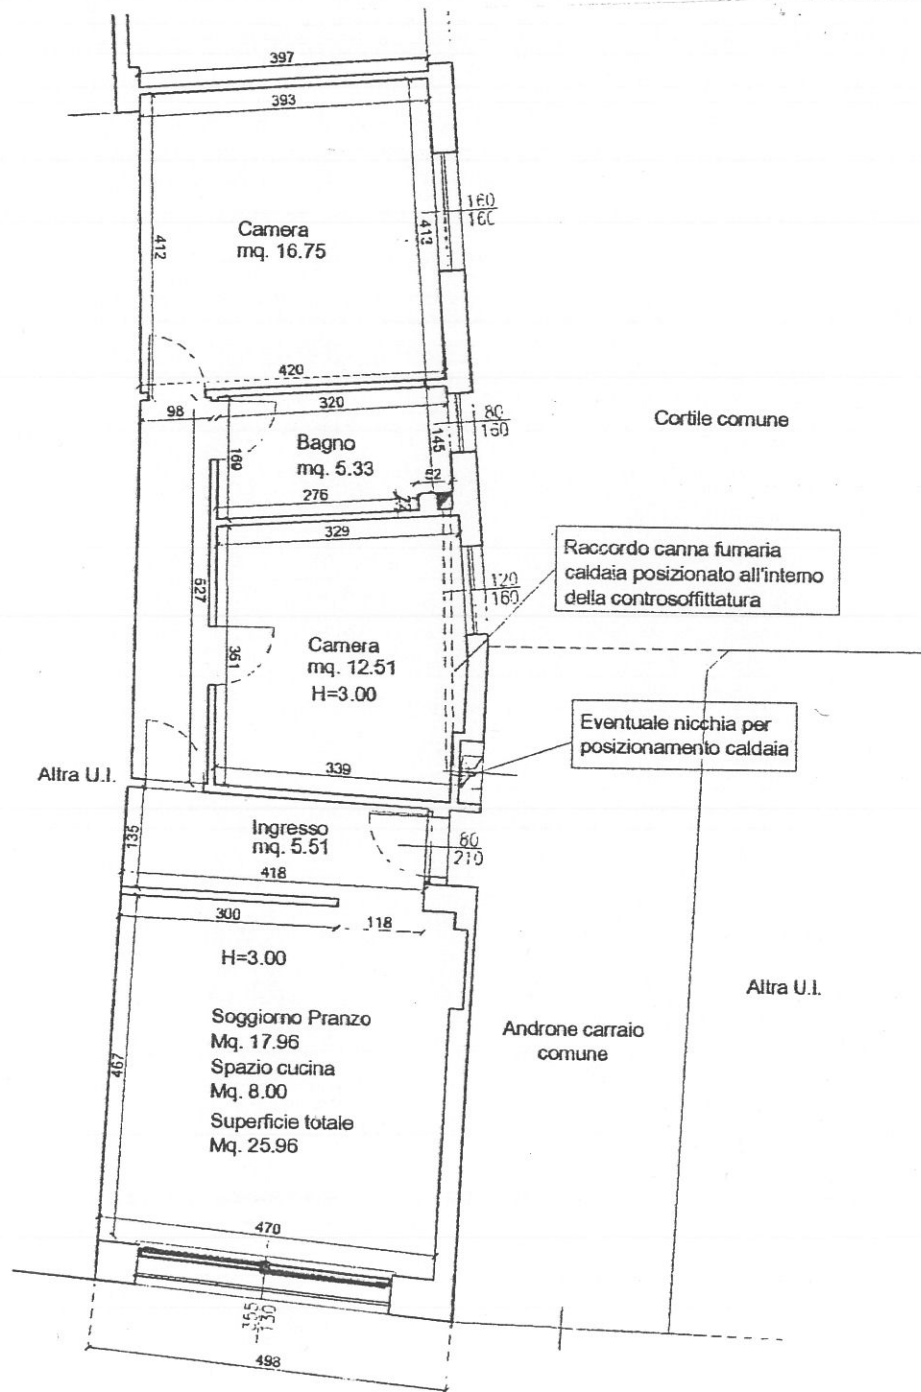 397
393
160
160
Camera
mq. 16.75
412
413
420
98
320
80
160
Cortile comune
Bagno
mq. 5.33
145
169
52
276
22
329
Raccordo canna fumaria
caldaia posizionato all'interno
della controsoffittatura
120
160
527
Camera
mq. 12.51
H=3.00
361
Eventuale nicchia per
posizionamento caldaia
339
Altra U.I.
Ingresso
mq. 5.51
135
80
210
418
300
118
H=3.00
Altra U.I.
Soggiorno Pranzo
Mq. 17.96
Spazio cucina
Mq. 8.00
Superficie totale
Mq. 25.96
Androne carraio
comune
467
470
130
498